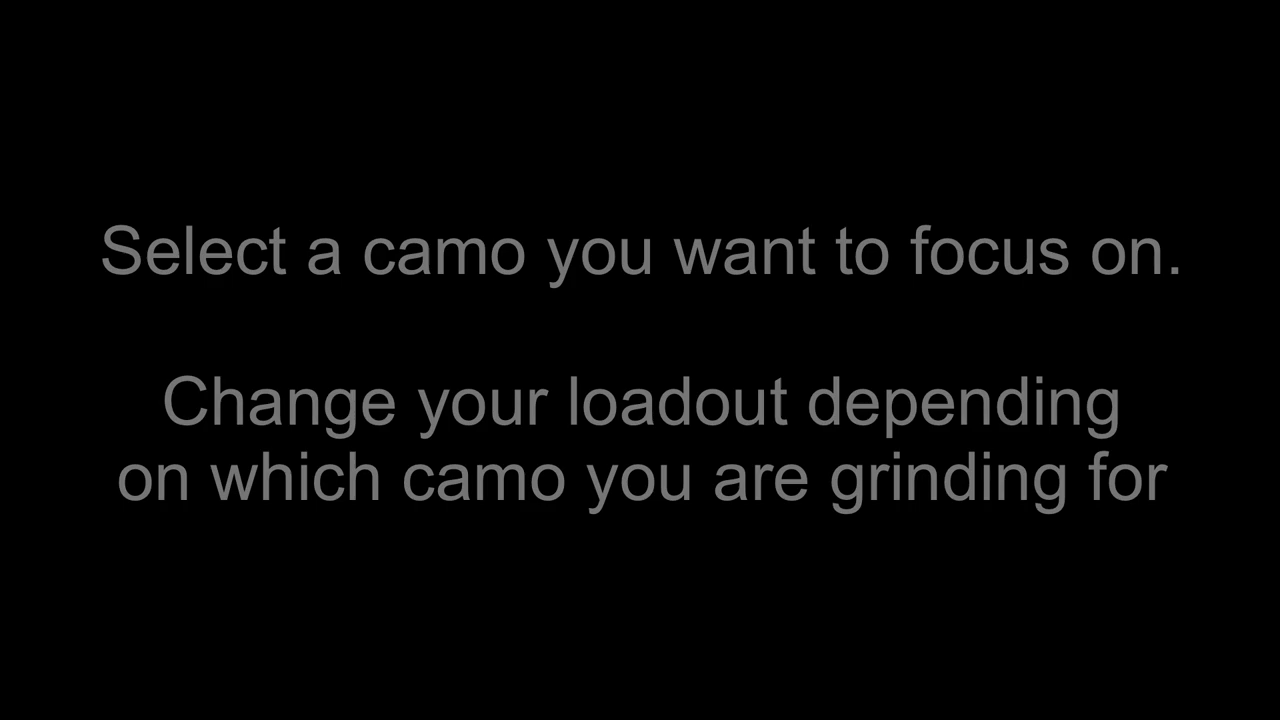 Select a camo you want to focus on.
Change your loadout depending
on which camo you are grinding for